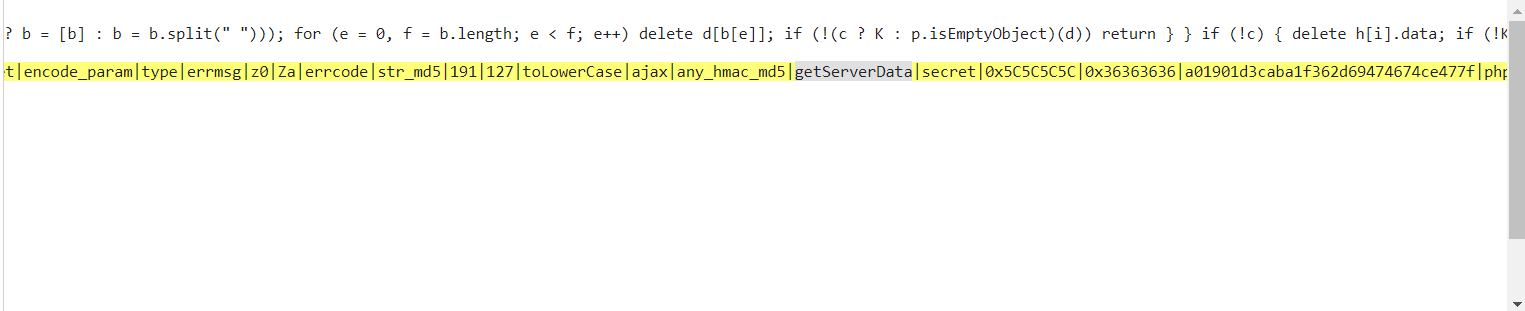 ? b = [b] : b = b.split(" "))); for (e = 0, f = b.length; e < f; e++) delete d[b[e]]; if (!(c ? K : p.isEmptyObject)(d)) return } } if (!c) { delete h[i].data; if (!K
t|encode_param|type|errmsg|z0|Za|errcode|str_md5|191|127|toLowerCase|ajax|any_hmac_md5|getServerData|secret|0x5C5C5C5C|0x36363636|a01901d3caba1f362d69474674ce477f|php